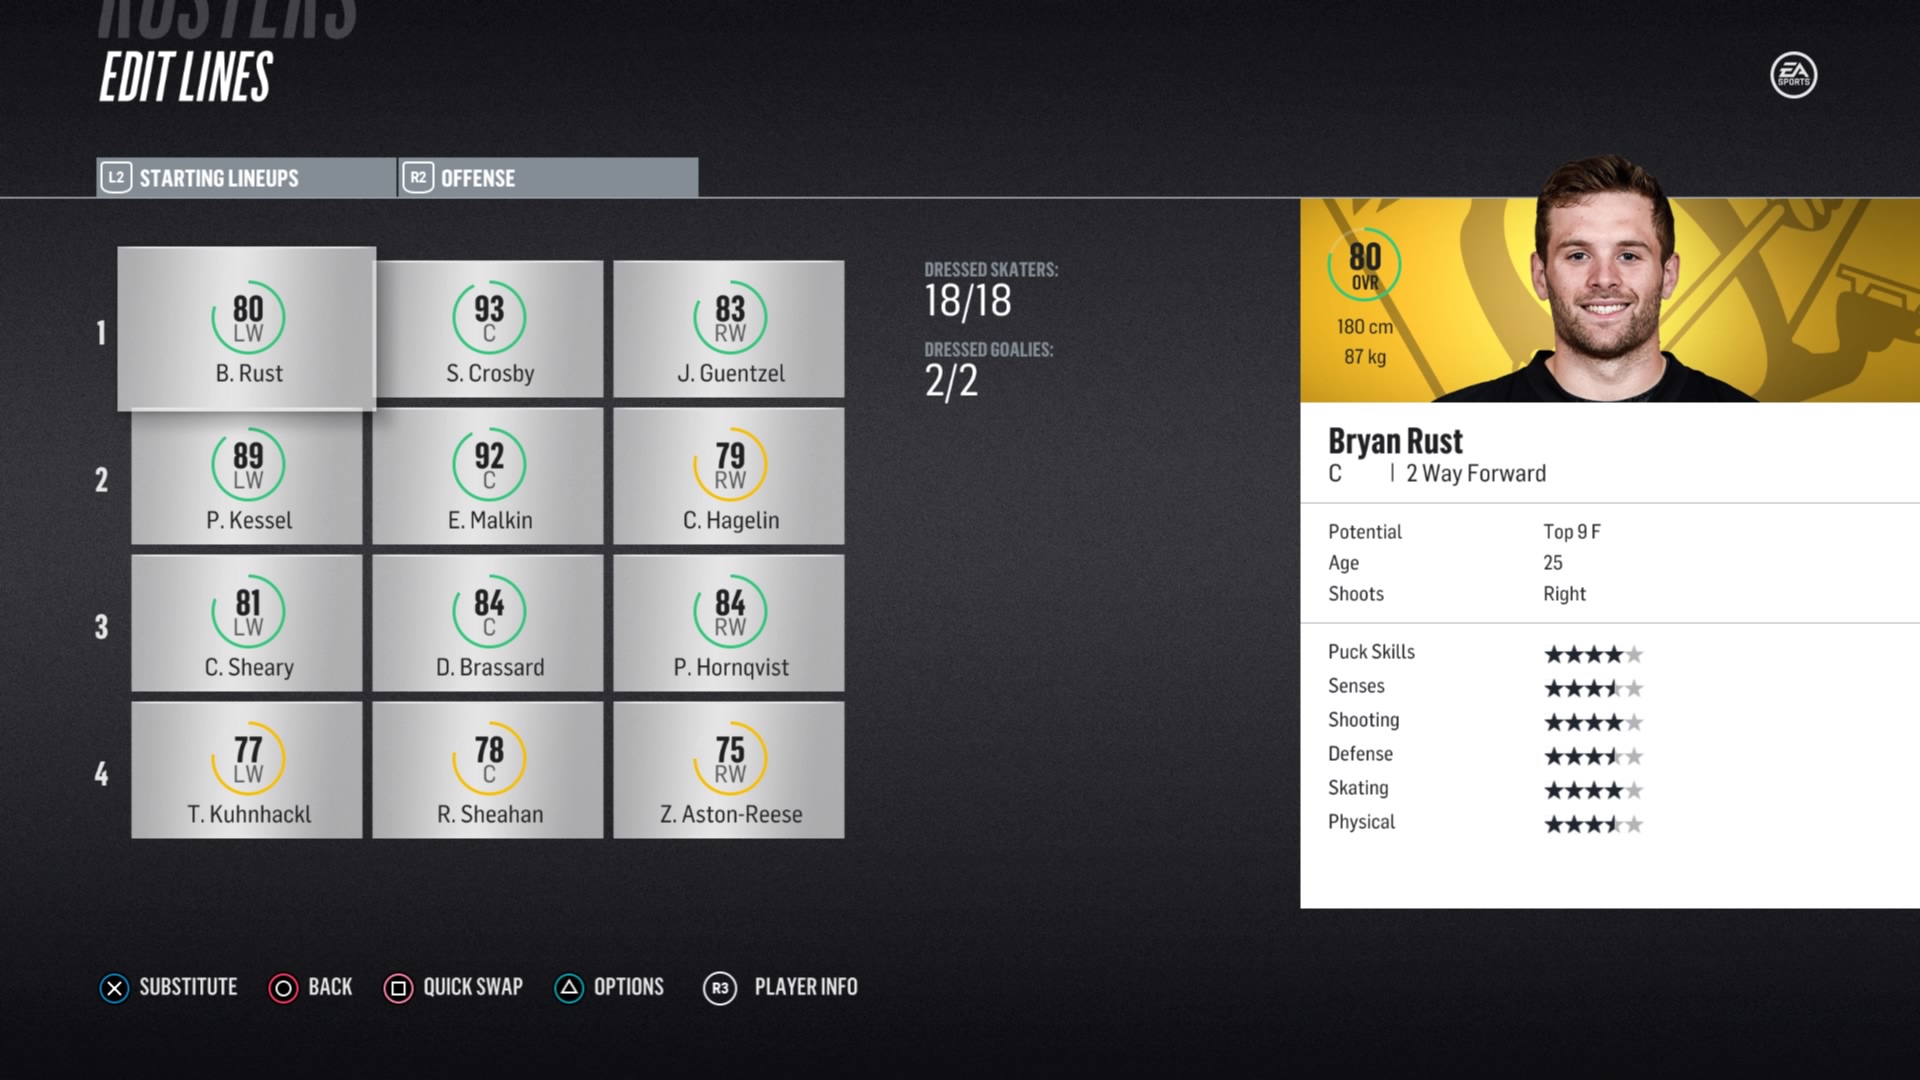 ROSTERS
EDIT LINES
EA
SPORTS
L2 STARTING LINEUPS R2 OFFENSE
1
80
LW
B. Rust
93
C
S. Crosby
83
RW
J. Guentzel
2
89
LW
P. Kessel
92
C
E. Malkin
79
RW
C. Hagelin
3
81
LW
C. Sheary
84
C
D. Brassard
84
RW
P. Hornqvist
4
77
LW
T. Kuhnhackl
78
C
R. Sheahan
75
RW
Z. Aston-Reese
DRESSED SKATERS:
18/18
DRESSED GOALIES:
2/2
80
OVR
180 cm
87 kg
Bryan Rust
C | 2 Way Forward
Potential Top 9 F
Age 25
Shoots Right
Puck Skills
Senses
Shooting
Defense
Skating
Physical
SUBSTITUTE BACK QUICK SWAP OPTIONS R3 PLAYER INFO